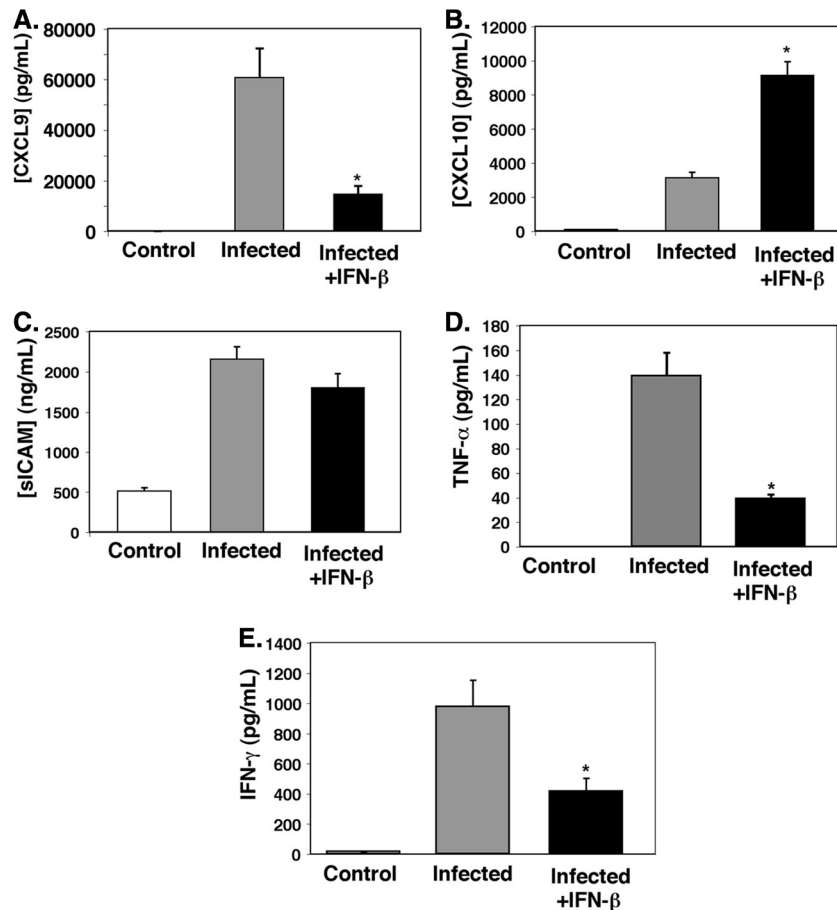 A.
[CXCL9] (pg/mL)
80000
60000
40000
20000
0
Control Infected Infected
+IFN-β
*
B.
[CXCL10] (pg/mL)
12000
10000
8000
6000
4000
2000
0
Control Infected Infected
+IFN-β
*
C.
[sICAM] (ng/mL)
2500
2000
1500
1000
500
0
Control Infected Infected
+IFN-β
D.
TNF-α (pg/mL)
180
160
140
120
100
80
60
40
20
0
Control Infected Infected
+IFN-β
*
E.
IFN-γ (pg/mL)
1400
1200
1000
800
600
400
200
0
Control Infected Infected
+IFN-β
*